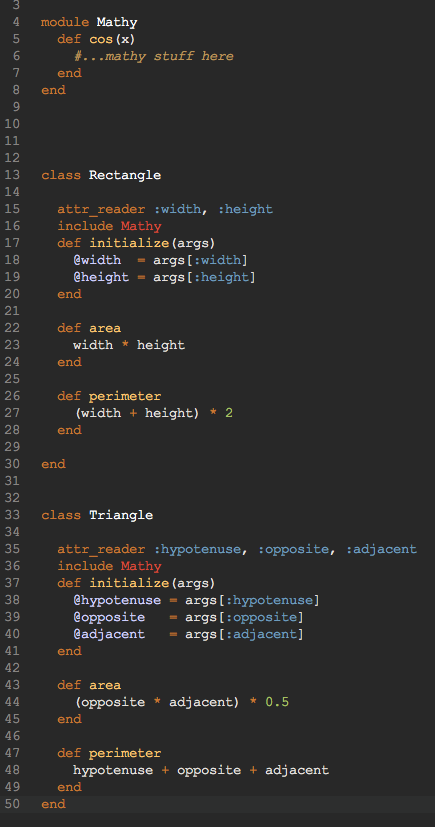 3
4 module Mathy
5   def cos(x)
6     #...mathy stuff here
7   end
8 end
9
10
11
12
13 class Rectangle
14
15   attr_reader :width, :height
16   include Mathy
17   def initialize(args)
18     @width  = args[:width]
19     @height = args[:height]
20   end
21
22   def area
23     width * height
24   end
25
26   def perimeter
27     (width + height) * 2
28   end
29
30 end
31
32
33 class Triangle
34
35   attr_reader :hypotenuse, :opposite, :adjacent
36   include Mathy
37   def initialize(args)
38     @hypotenuse = args[:hypotenuse]
39     @opposite   = args[:opposite]
40     @adjacent   = args[:adjacent]
41   end
42
43   def area
44     (opposite * adjacent) * 0.5
45   end
46
47   def perimeter
48     hypotenuse + opposite + adjacent
49   end
50 end